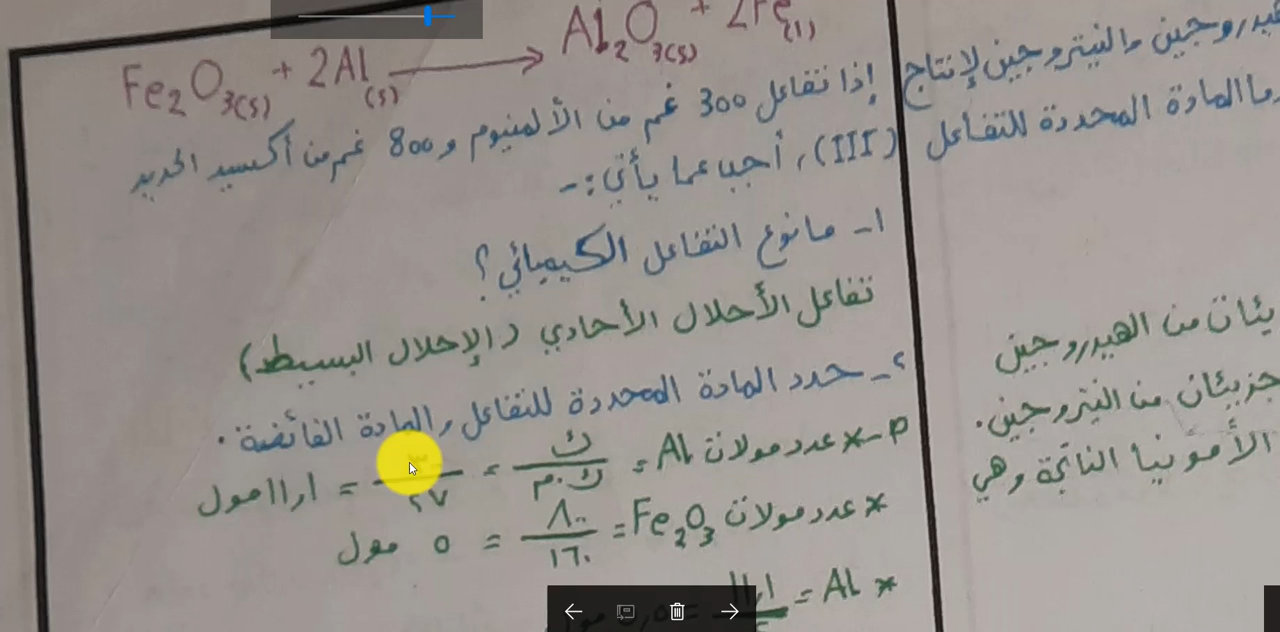 Fe₂O₃(s) + 2Al(s) → Al₂O₃(s) + 2Fe(l)
إذا تفاعل 300 غم من الألمنيوم و 800 غم من أكسيد الحديد
(III)، أجب عما يأتي:-
١- ما نوع التفاعل الكيميائي؟
تفاعل الأحلال الأحادي (الإحلال البسيط)
٢- حدد المادة المحددة للتفاعل والمادة الفائضة.
* عدد مولات Al = ك / ك.م = / ٢٧ = ١١,١ مول
* عدد مولات Fe₂O₃ = ٨٠٠ / ١٦٠ = ٥ مول
* Al = ١١,١
هيدروجين والنيتروجين لإنتاج
ما المادة المحددة للتفاعل
من الهيدروجين
جزيئان من النيتروجين.
الأمونيا الناتجة وهي